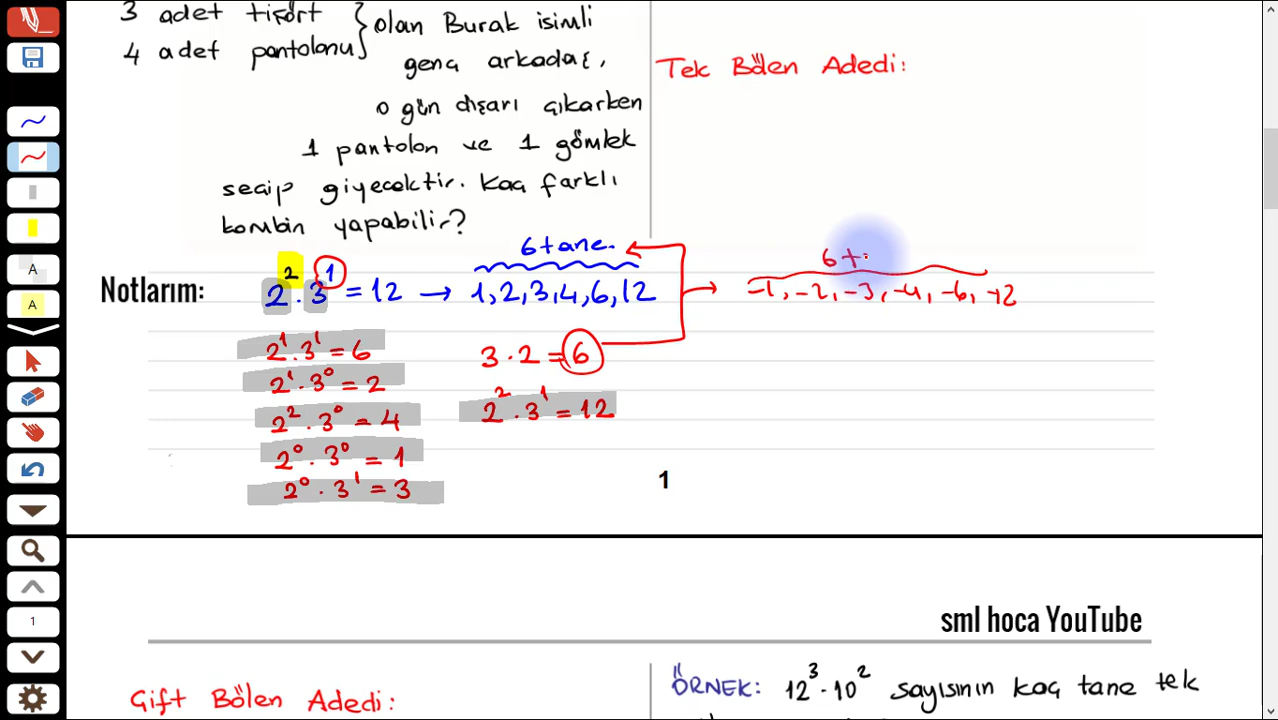 3 adet tişört
4 adet pantolonu
olan Burak isimli
genç arkadaş,
o gün dışarı çıkarken
1 pantolon ve 1 gömlek
seçip giyecektir. Kaç farklı
kombin yapabilir?
Tek Bölen Adedi:
Notlarım:
2² · 3¹ = 12 → 1, 2, 3, 4, 6, 12
6 tane.
6 t
-1, -2, -3, -4, -6, -12
2¹ · 3¹ = 6
2¹ · 3⁰ = 2
2² · 3⁰ = 4
2⁰ · 3⁰ = 1
2⁰ · 3¹ = 3
3 · 2 = 6
2² · 3¹ = 12
1
sml hoca YouTube
Çift Bölen Adedi:
ÖRNEK: 12³ · 10² sayısının kaç tane tek
A
A
1